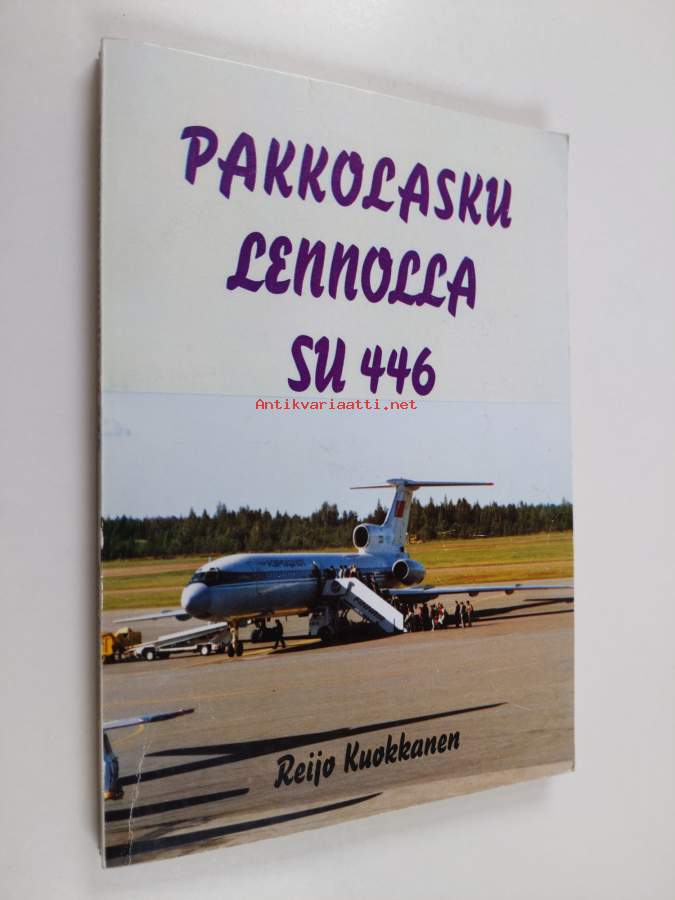 PAKKOLASKU
LENNOLLA
SU 446
Antikvariaatti.net
Reijo Kuokkanen